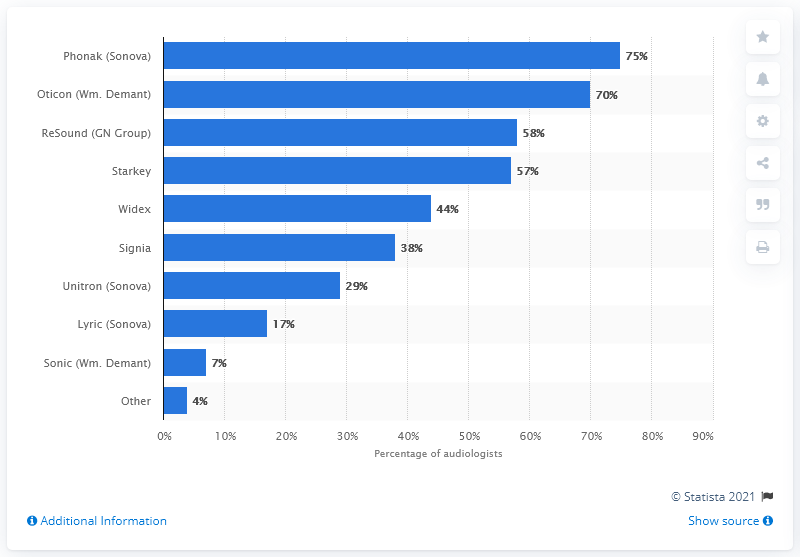 Phonak (Sonova) 75%
Oticon (Wm. Demant) 70%
ReSound (GN Group) 58%
Starkey 57%
Widex 44%
Signia 38%
Unitron (Sonova) 29%
Lyric (Sonova) 17%
Sonic (Wm. Demant) 7%
Other 4%
0% 10% 20% 30% 40% 50% 60% 70% 80% 90%
Percentage of audiologists
© Statista 2021
Additional Information Show source